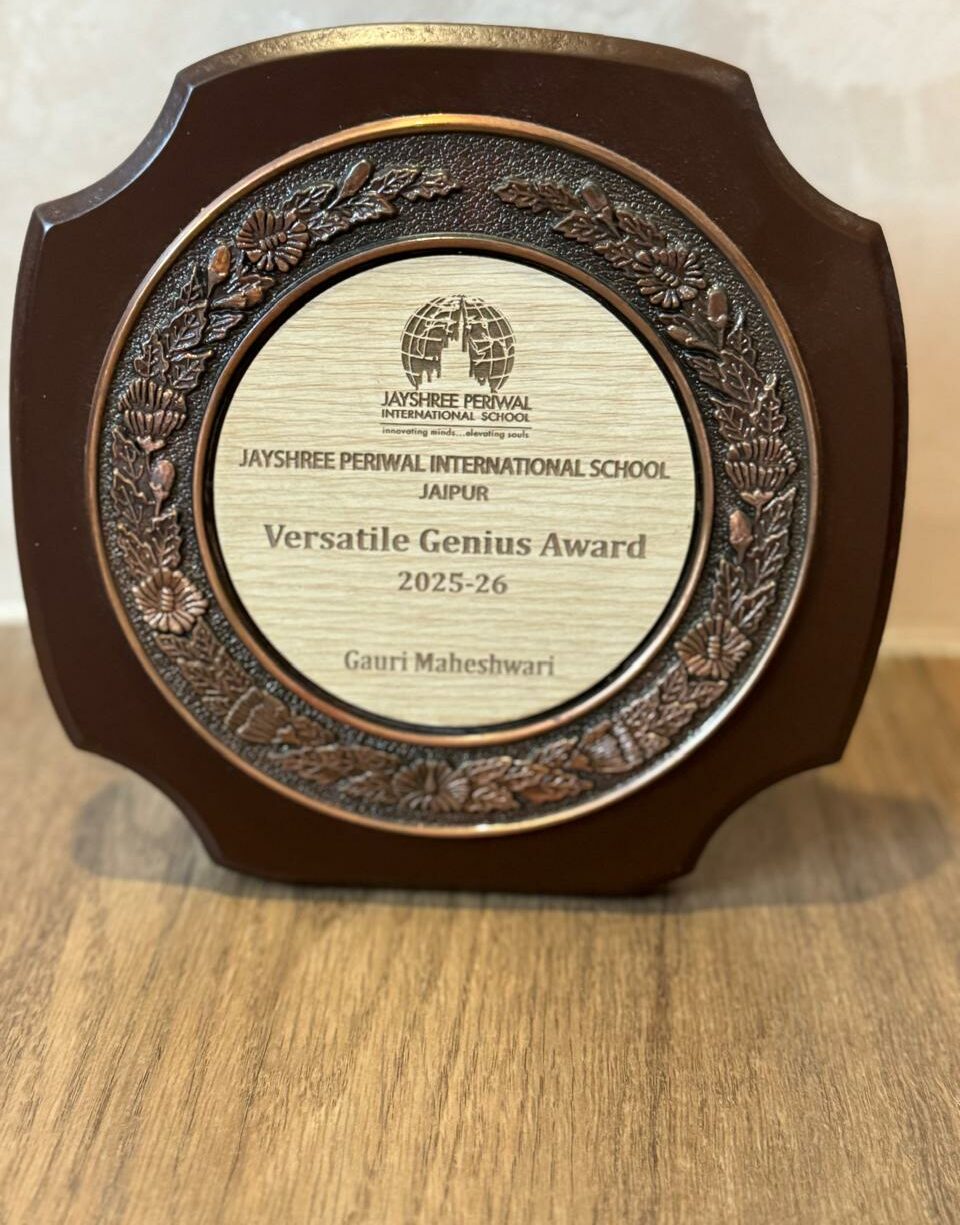 JAYSHREE PERIWAL
INTERNATIONAL SCHOOL
innovating minds...elevating souls
JAYSHREE PERIWAL INTERNATIONAL SCHOOL
JAIPUR
Versatile Genius Award
2025-26
Gauri Maheshwari